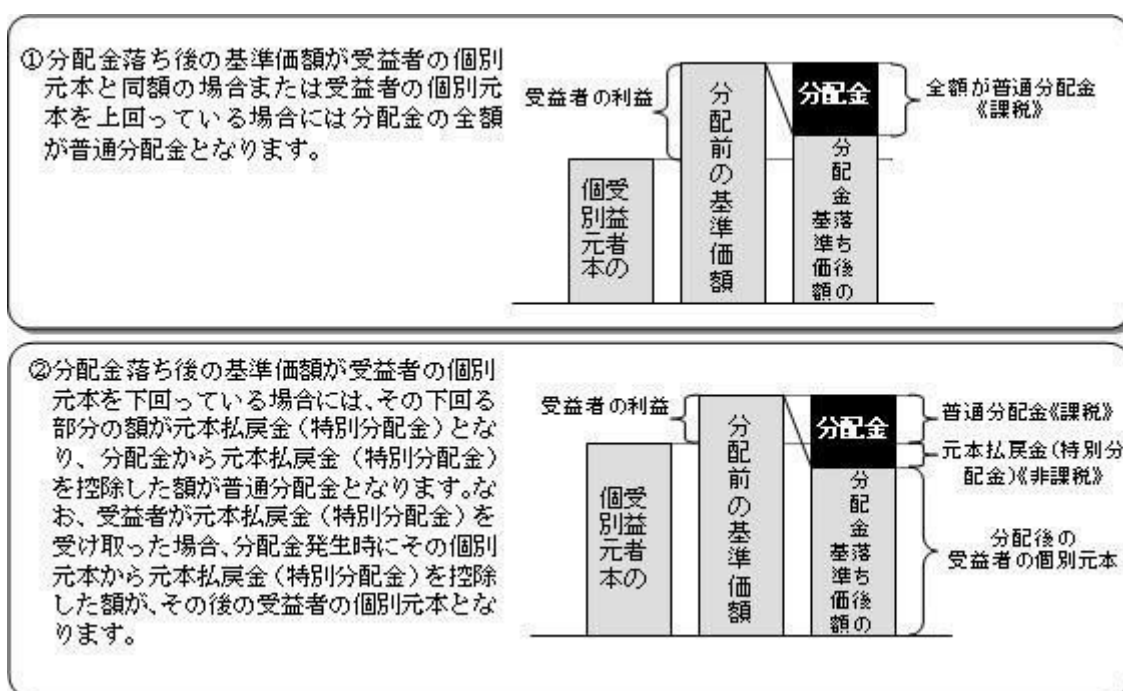 ①分配金落ち後の基準価額が受益者の個別
元本と同額の場合または受益者の個別元
本を上回っている場合には分配金の全額
が普通分配金となります。
受益者の利益
受益者の
個別元本
分配前の基準価額
分配金
分配金落ち後の
基準価額
全額が普通分配金
《課税》
②分配金落ち後の基準価額が受益者の個別
元本を下回っている場合には、その下回る
部分の額が元本払戻金(特別分配金)とな
り、分配金から元本払戻金(特別分配金)
を控除した額が普通分配金となります。な
お、受益者が元本払戻金(特別分配金)を
受け取った場合、分配金発生時にその個別
元本から元本払戻金(特別分配金)を控除
した額が、その後の受益者の個別元本とな
ります。
受益者の利益
受益者の
個別元本
分配前の基準価額
分配金
分配金落ち後の
基準価額
普通分配金《課税》
元本払戻金(特別分
配金)《非課税》
分配後の
受益者の個別元本